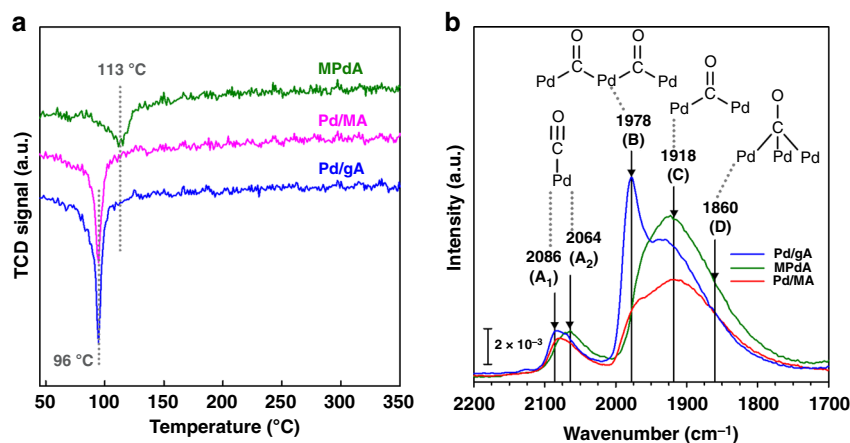 a
113 °C
MPdA
Pd/MA
Pd/gA
96 °C
TCD signal (a.u.)
50 100 150 200 250 300 350
Temperature (°C)
b
O O
C C
Pd Pd Pd
O
C
Pd Pd
O
C
Pd Pd Pd
O
C
Pd
1978
(B)
1918
(C)
1860
(D)
2086
(A₁)
2064
(A₂)
Pd/gA
MPdA
Pd/MA
2 × 10⁻³
Intensity (a.u.)
2200 2100 2000 1900 1800 1700
Wavenumber (cm⁻¹)